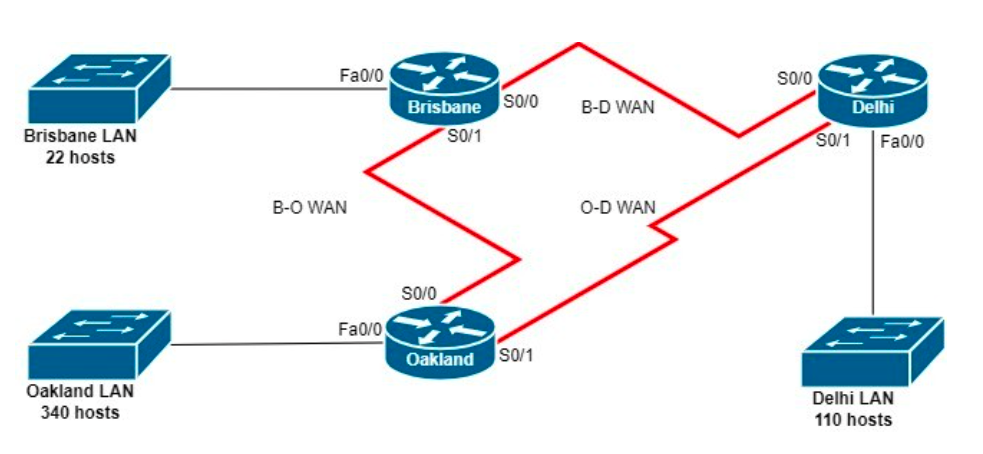 Fa0/0
Brisbane
S0/0
S0/1
Brisbane LAN
22 hosts
B-D WAN
S0/0
Delhi
S0/1
Fa0/0
B-O WAN
O-D WAN
S0/0
Fa0/0
Oakland
S0/1
Oakland LAN
340 hosts
Delhi LAN
110 hosts